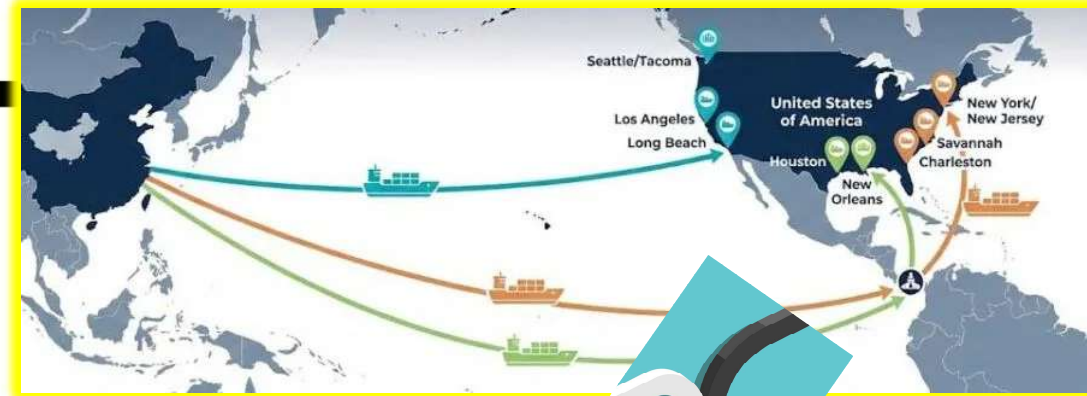 Seattle/Tacoma
Los Angeles
Long Beach
United States
of America
Houston
New
Orleans
New York/
New Jersey
Savannah
Charleston